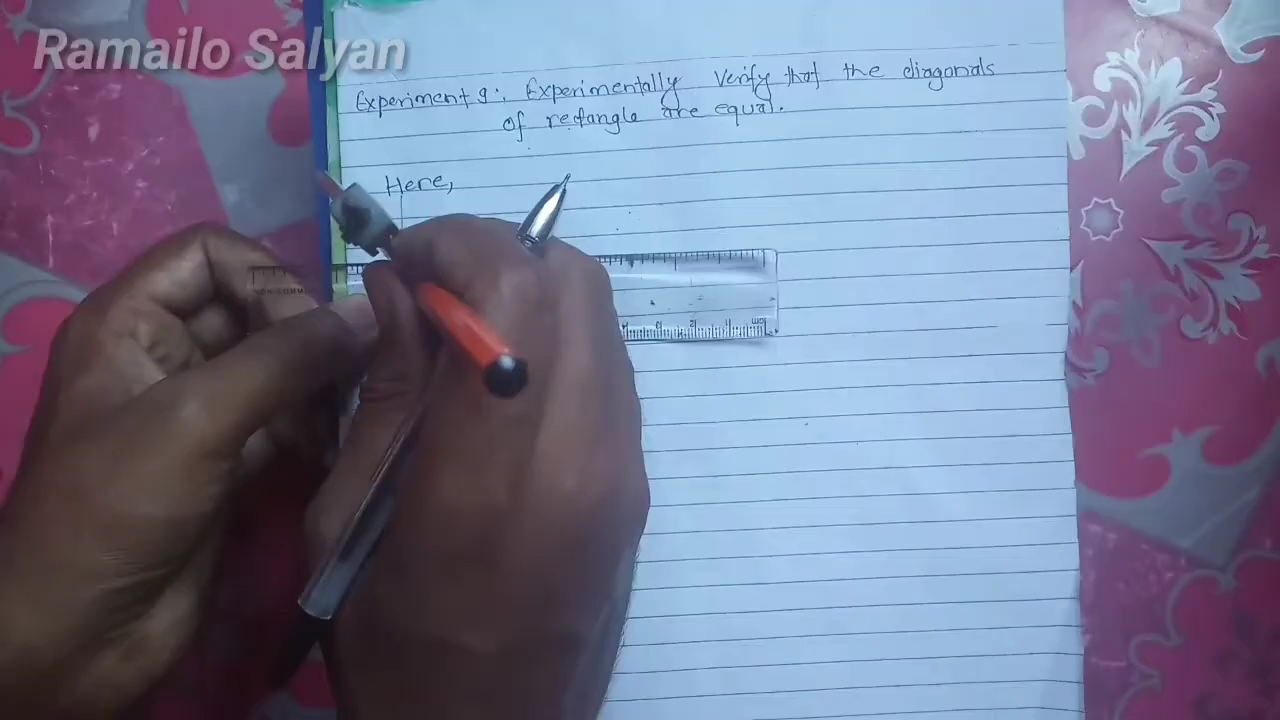 Ramailo Salyan
Experiment 9:. Experimentally Verify that the diagonals
of rectangle are equal.
Here,